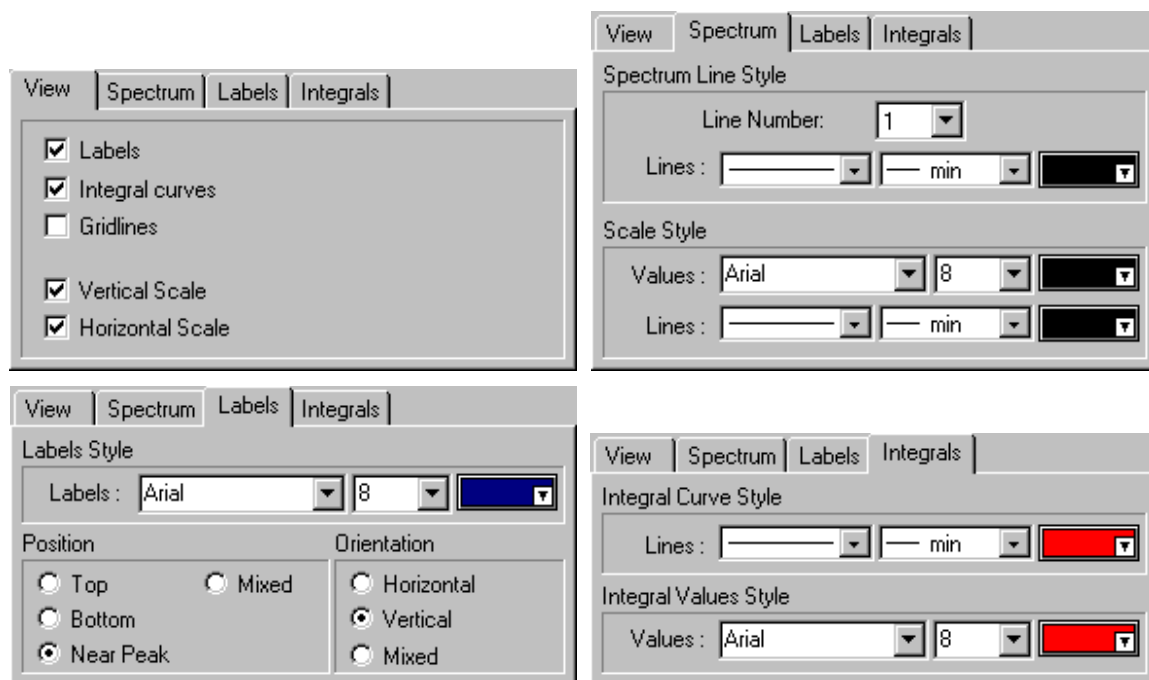 View Spectrum Labels Integrals
Labels
Integral curves
Gridlines
Vertical Scale
Horizontal Scale
View Spectrum Labels Integrals
Spectrum Line Style
Line Number: 1
Lines : min
Scale Style
Values : Arial 8
Lines : min
View Spectrum Labels Integrals
Labels Style
Labels : Arial 8
Position
Top Mixed
Bottom
Near Peak
Orientation
Horizontal
Vertical
Mixed
View Spectrum Labels Integrals
Integral Curve Style
Lines : min
Integral Values Style
Values : Arial 8